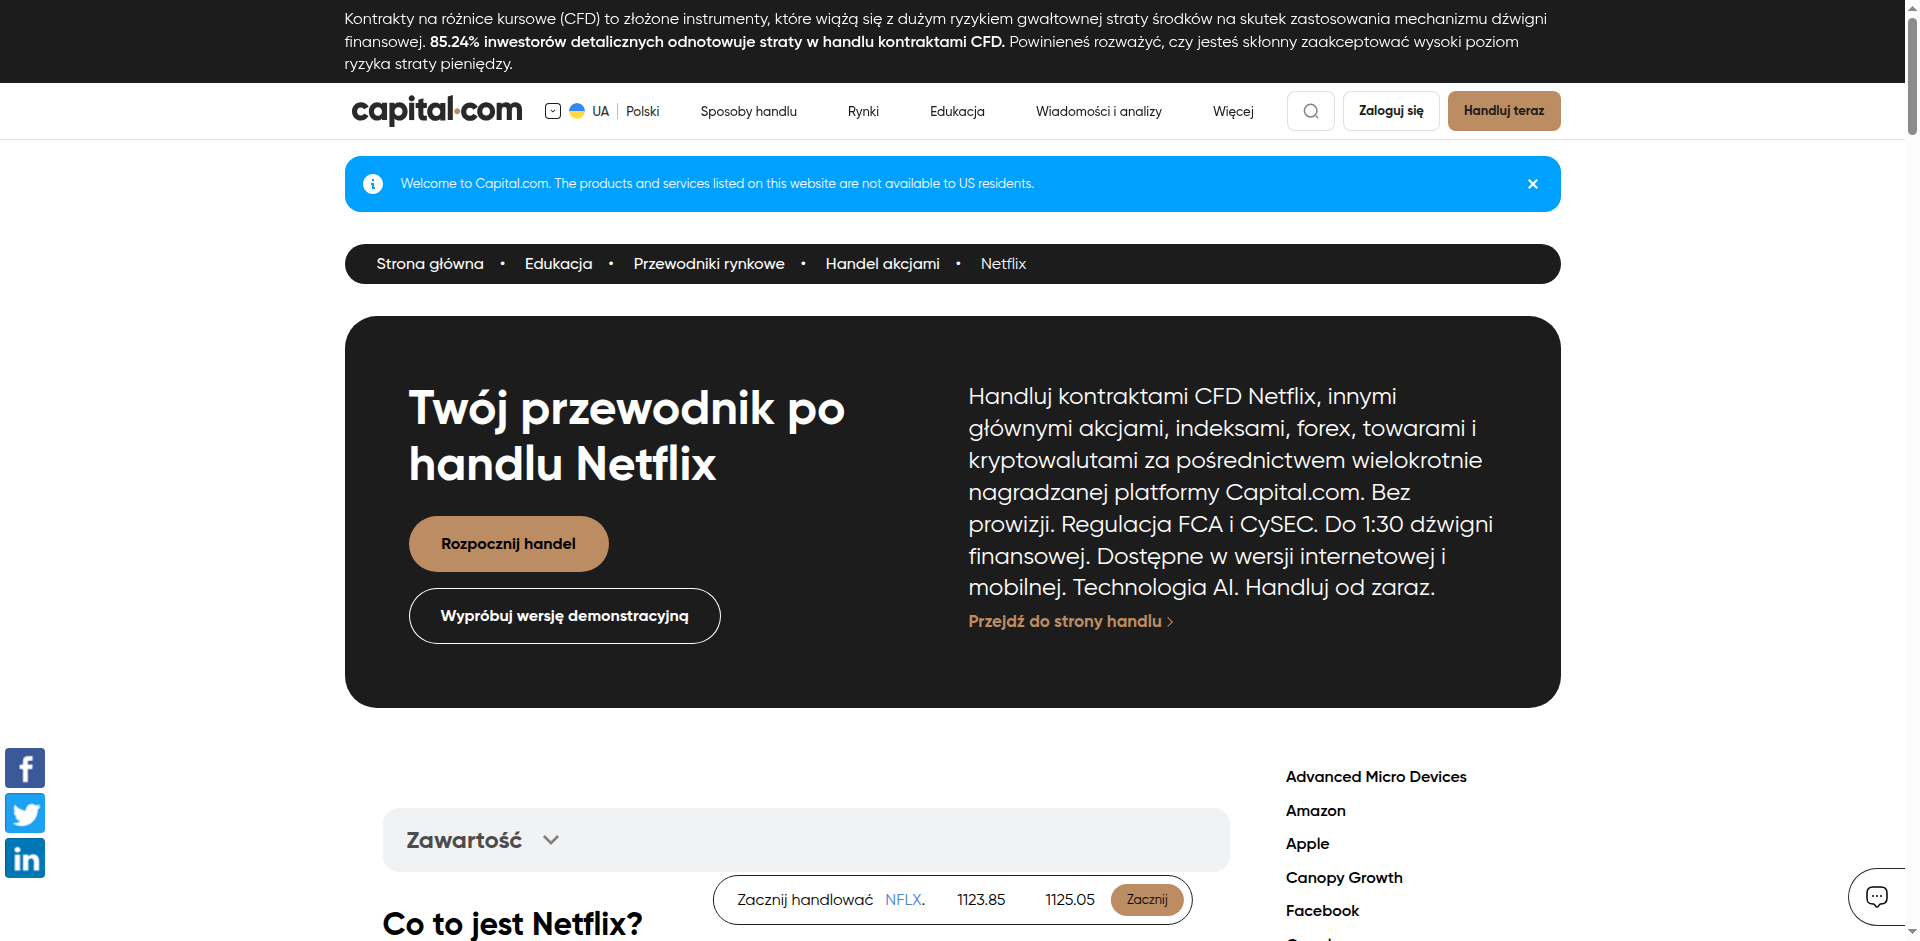 Kontrakty na różnice kursowe (CFD) to złożone instrumenty, które wiążą się z dużym ryzykiem gwałtownej straty środków na skutek zastosowania mechanizmu dźwigni
finansowej. 85.24% inwestorów detalicznych odnotowuje straty w handlu kontraktami CFD. Powinieneś rozważyć, czy jesteś skłonny zaakceptować wysoki poziom
ryzyka straty pieniędzy.
capital.com UA Polski Sposoby handlu Rynki Edukacja Wiadomości i analizy Więcej Zaloguj się Handluj teraz
Welcome to Capital.com. The products and services listed on this website are not available to US residents.
Strona główna • Edukacja • Przewodniki rynkowe • Handel akcjami • Netflix
Twój przewodnik po
handlu Netflix
Rozpocznij handel
Wypróbuj wersję demonstracyjną
Handluj kontraktami CFD Netflix, innymi
głównymi akcjami, indeksami, forex, towarami i
kryptowalutami za pośrednictwem wielokrotnie
nagradzanej platformy Capital.com. Bez
prowizji. Regulacja FCA i CySEC. Do 1:30 dźwigni
finansowej. Dostępne w wersji internetowej i
mobilnej. Technologia AI. Handluj od zaraz.
Przejdź do strony handlu
Zawartość
Co to jest Netflix?
Advanced Micro Devices
Amazon
Apple
Canopy Growth
Facebook
Zacznij handlować NFLX. 1123.85 1125.05 Zacznij